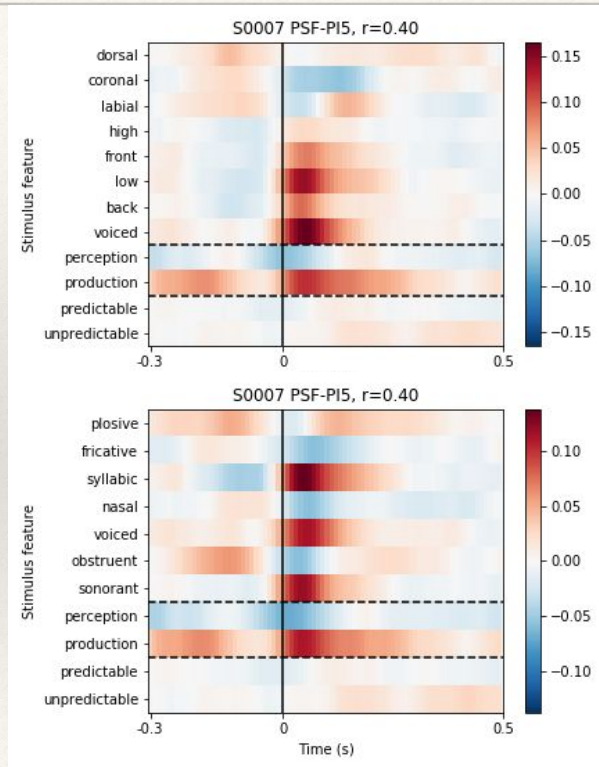 S0007 PSF-PI5, r=0.40
Stimulus feature
dorsal
coronal
labial
high
front
low
back
voiced
perception
production
predictable
unpredictable
-0.3
0
0.5
0.15
0.10
0.05
0.00
−0.05
−0.10
−0.15
S0007 PSF-PI5, r=0.40
Stimulus feature
plosive
fricative
syllabic
nasal
voiced
obstruent
sonorant
perception
production
predictable
unpredictable
-0.3
0
0.5
Time (s)
0.10
0.05
0.00
−0.05
−0.10